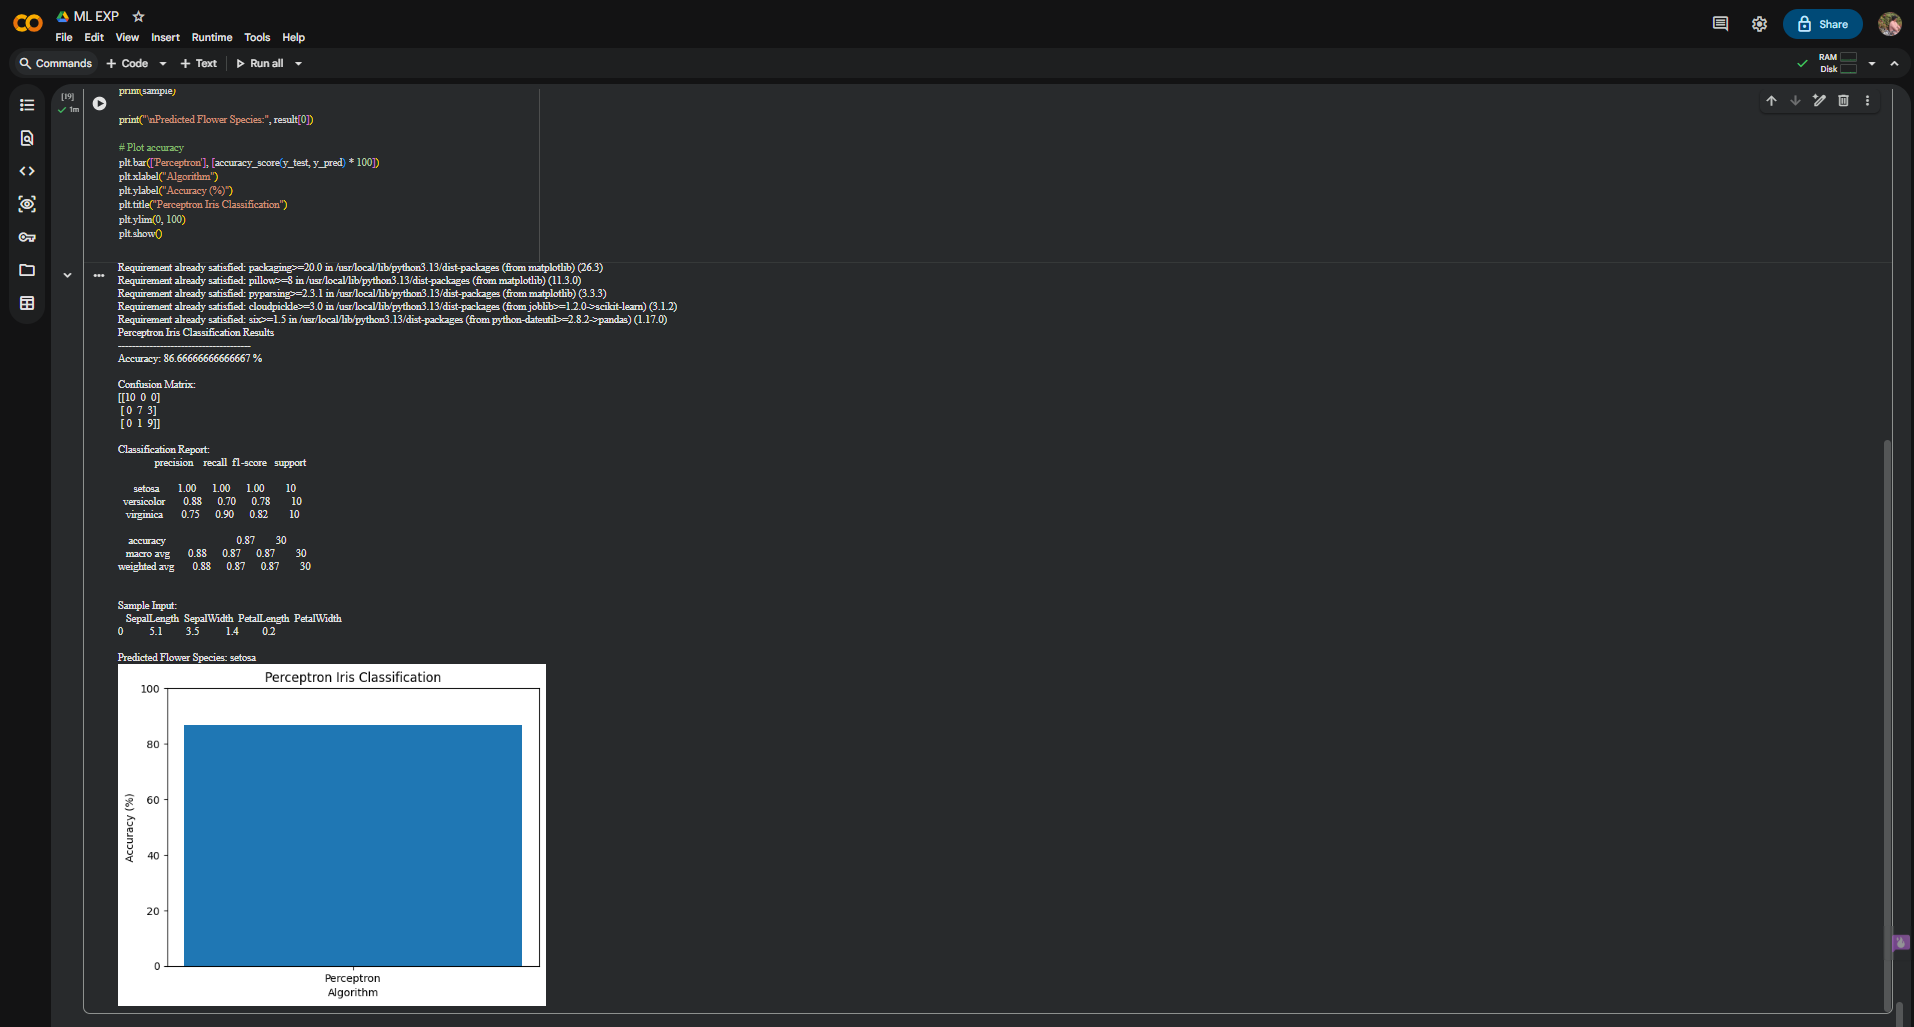 ML EXP
File Edit View Insert Runtime Tools Help
Share
Commands + Code + Text Run all
RAM
Disk
[19]
1m
print(sample)
print("\nPredicted Flower Species:", result[0])
# Plot accuracy
plt.bar(['Perceptron'], [accuracy_score(y_test, y_pred) * 100])
plt.xlabel("Algorithm")
plt.ylabel("Accuracy (%)")
plt.title("Perceptron Iris Classification")
plt.ylim(0, 100)
plt.show()
Requirement already satisfied: packaging>=20.0 in /usr/local/lib/python3.13/dist-packages (from matplotlib) (26.3)
Requirement already satisfied: pillow>=8 in /usr/local/lib/python3.13/dist-packages (from matplotlib) (11.3.0)
Requirement already satisfied: pyparsing>=2.3.1 in /usr/local/lib/python3.13/dist-packages (from matplotlib) (3.3.3)
Requirement already satisfied: cloudpickle>=3.0 in /usr/local/lib/python3.13/dist-packages (from joblib>=1.2.0->scikit-learn) (3.1.2)
Requirement already satisfied: six>=1.5 in /usr/local/lib/python3.13/dist-packages (from python-dateutil>=2.8.2->pandas) (1.17.0)
Perceptron Iris Classification Results
--------------------------------------
Accuracy: 86.66666666666667 %
Confusion Matrix:
[[10 0 0]
[ 0 7 3]
[ 0 1 9]]
Classification Report:
precision recall f1-score support
setosa 1.00 1.00 1.00 10
versicolor 0.88 0.70 0.78 10
virginica 0.75 0.90 0.82 10
accuracy 0.87 30
macro avg 0.88 0.87 0.87 30
weighted avg 0.88 0.87 0.87 30
Sample Input:
SepalLength SepalWidth PetalLength PetalWidth
0 5.1 3.5 1.4 0.2
Predicted Flower Species: setosa
Perceptron Iris Classification
100
80
60
40
20
0
Accuracy (%)
Perceptron
Algorithm